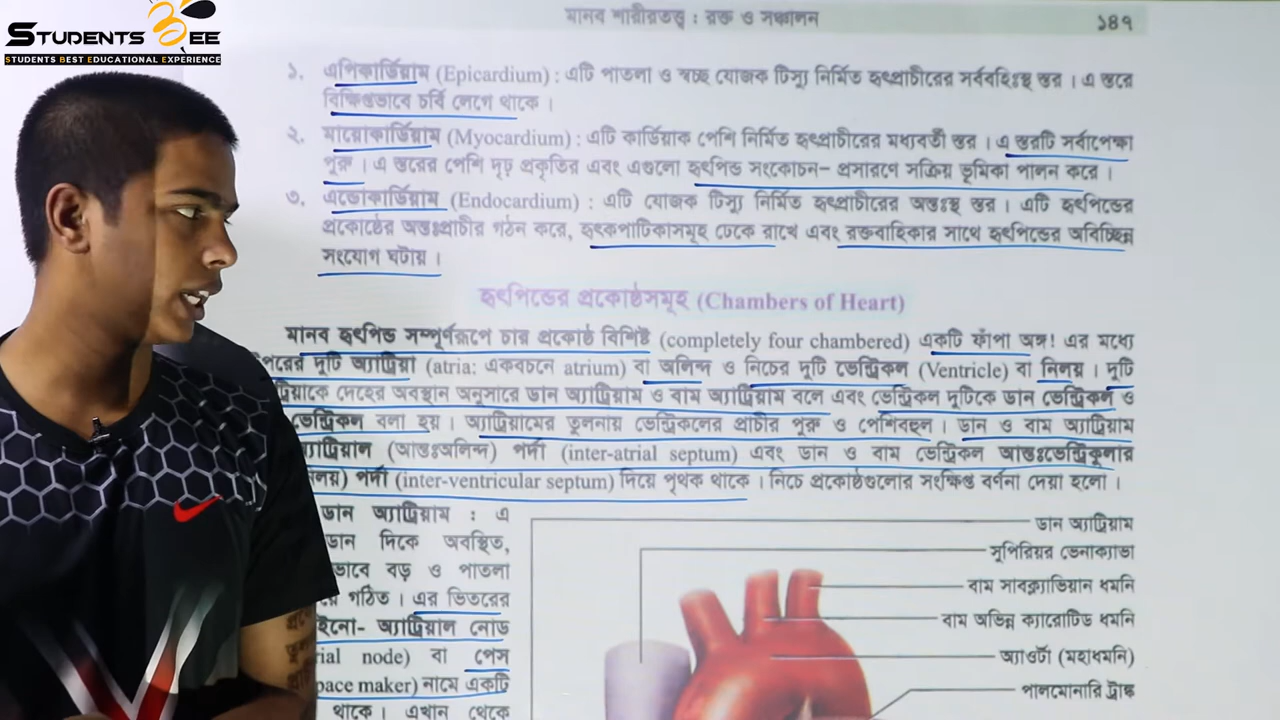 STUDENTS BEE
STUDENTS BEST EDUCATIONAL EXPERIENCE
মানব শারীরতত্ত্ব : রক্ত ও সঞ্চালন
১৪৭
১. এপিকার্ডিয়াম (Epicardium) : এটি পাতলা ও স্বচ্ছ যোজক টিস্যু নির্মিত হৃৎপ্রাচীরের সর্ববহিঃস্থ স্তর । এ স্তরে
বিক্ষিপ্তভাবে চর্বি লেগে থাকে ।
২. মায়োকার্ডিয়াম (Myocardium) : এটি কার্ডিয়াক পেশি নির্মিত হৃৎপ্রাচীরের মধ্যবর্তী স্তর । এ স্তরটি সর্বাপেক্ষা
পুরু । এ স্তরের পেশি দৃঢ় প্রকৃতির এবং এগুলো হৃৎপিন্ড সংকোচন– প্রসারণে সক্রিয় ভূমিকা পালন করে ।
৩. এন্ডোকার্ডিয়াম (Endocardium) : এটি যোজক টিস্যু নির্মিত হৃৎপ্রাচীরের অন্তঃস্থ স্তর । এটি হৃৎপিন্ডের
প্রকোষ্ঠের অন্তঃপ্রাচীর গঠন করে, হৃৎকপাটিকাসমূহ ঢেকে রাখে এবং রক্তবাহিকার সাথে হৃৎপিন্ডের অবিচ্ছিন্ন
সংযোগ ঘটায় ।
হৃৎপিন্ডের প্রকোষ্ঠসমূহ (Chambers of Heart)
মানব হৃৎপিন্ড সম্পূর্ণরূপে চার প্রকোষ্ঠ বিশিষ্ট (completely four chambered) একটি ফাঁপা অঙ্গ! এর মধ্যে
পরের দুটি অ্যাট্রিয়া (atria: একবচনে atrium) বা অলিন্দ ও নিচের দুটি ভেন্ট্রিকল (Ventricle) বা নিলয় । দুটি
ট্রিয়াকে দেহের অবস্থান অনুসারে ডান অ্যাট্রিয়াম ও বাম অ্যাট্রিয়াম বলে এবং ভেন্ট্রিকল দুটিকে ডান ভেন্ট্রিকল ও
ভেন্ট্রিকল বলা হয় । অ্যাট্রিয়ামের তুলনায় ভেন্ট্রিকলের প্রাচীর পুরু ও পেশিবহুল । ডান ও বাম অ্যাট্রিয়াম
্যাট্রিয়াল (আন্তঃঅলিন্দ) পর্দা (inter-atrial septum) এবং ডান ও বাম ভেন্ট্রিকল আন্তঃভেন্ট্রিকুলার
লয়) পর্দা (inter-ventricular septum) দিয়ে পৃথক থাকে । নিচে প্রকোষ্ঠগুলোর সংক্ষিপ্ত বর্ণনা দেয়া হলো ।
ডান অ্যাট্রিয়াম : এ
ডান দিকে অবস্থিত,
ভাবে বড় ও পাতলা
গঠিত । এর ভিতরের
ইনো– অ্যাট্রিয়াল নোড
ial node) বা পেস
pace maker) নামে একটি
থাকে । এখান থেকে
ডান অ্যাট্রিয়াম
সুপিরিয়র ভেনাক্যাভা
বাম সাবক্ল্যাভিয়ান ধমনি
বাম অভিন্ন ক্যারোটিড ধমনি
অ্যাওর্টা (মহাধমনি)
পালমোনারি ট্রাঙ্ক